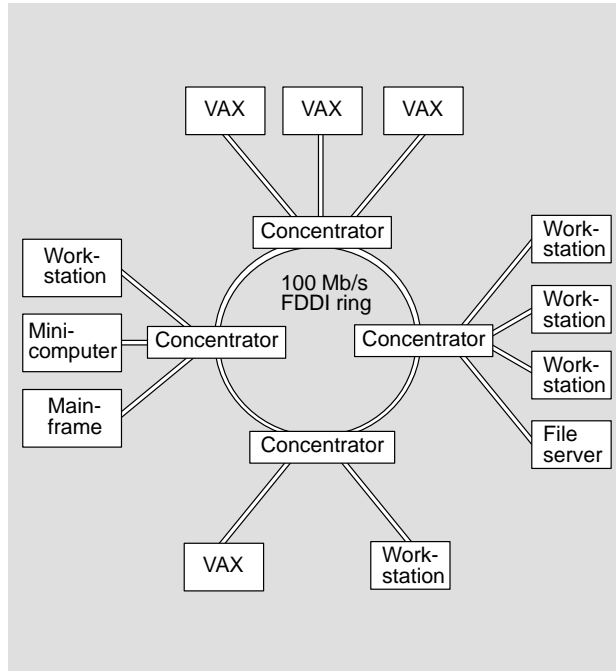 VAX
VAX
VAX
Concentrator
Work-
station
Mini-
computer
Main-
frame
Concentrator
100 Mb/s
FDDI ring
Concentrator
Work-
station
Work-
station
Work-
station
File
server
Concentrator
VAX
Work-
station